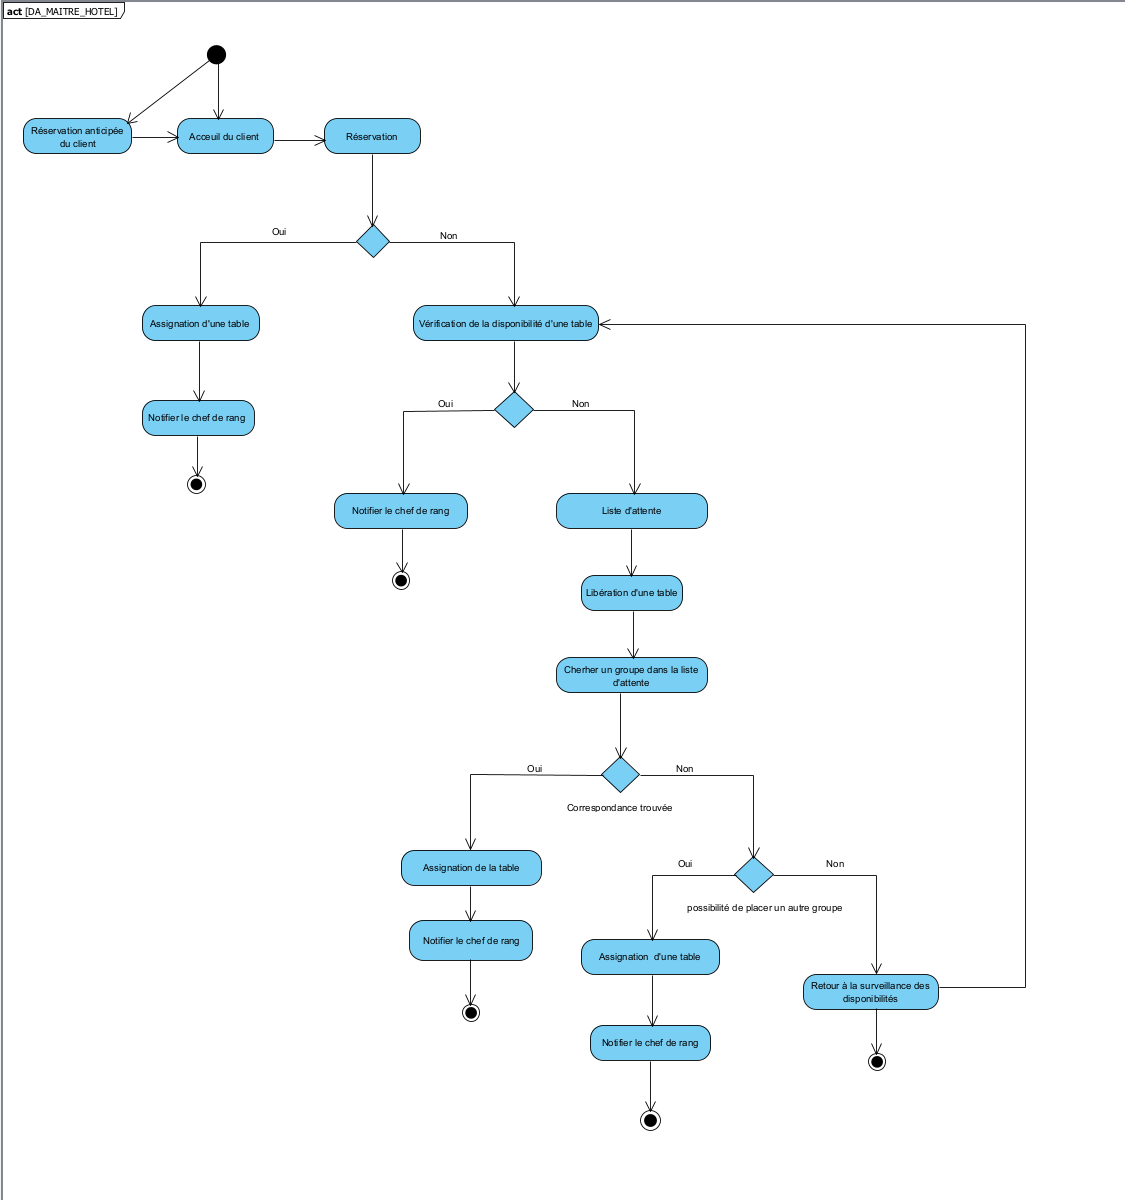 act [DA_MAITRE_HOTEL]
Réservation anticipée
du client
Acceuil du client
Réservation
Oui
Non
Assignation d'une table
Vérification de la disponibilité d'une table
Notifier le chef de rang
Oui
Non
Notifier le chef de rang
Liste d'attente
Libération d'une table
Cherher un groupe dans la liste
d'attente
Oui
Non
Correspondance trouvée
Assignation de la table
Oui
Non
possibilité de placer un autre groupe
Notifier le chef de rang
Assignation d'une table
Retour à la surveillance des
disponibilités
Notifier le chef de rang